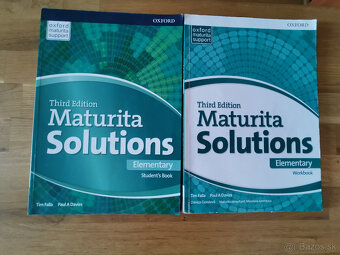 OXFORD
oxford
maturita
support
Third Edition
Maturita
Solutions
Elementary
Student's Book
Tim Falla Paul A Davies
OXFORD
oxford
maturita
support
Third Edition
Maturita
Solutions
Elementary
Workbook
Tim Falla Paul A Davies
bazos.sk